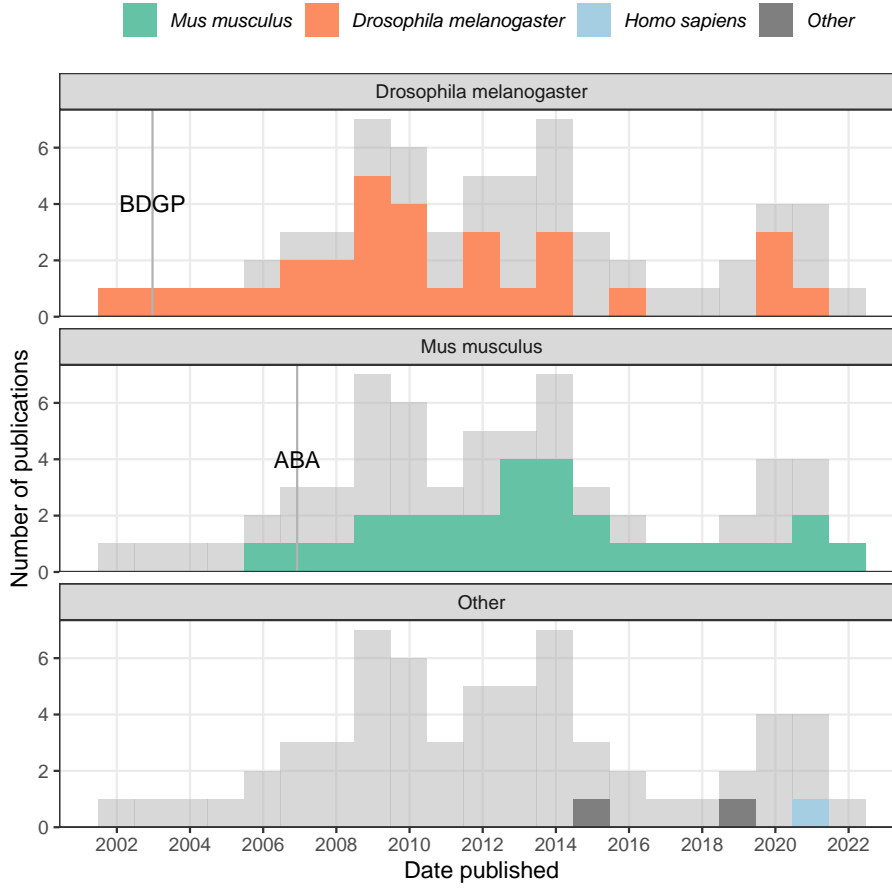 Mus musculus Drosophila melanogaster Homo sapiens Other
Drosophila melanogaster
6
4
2
0
BDGP
Mus musculus
6
4
2
0
ABA
Number of publications
Other
6
4
2
0
2002 2004 2006 2008 2010 2012 2014 2016 2018 2020 2022
Date published